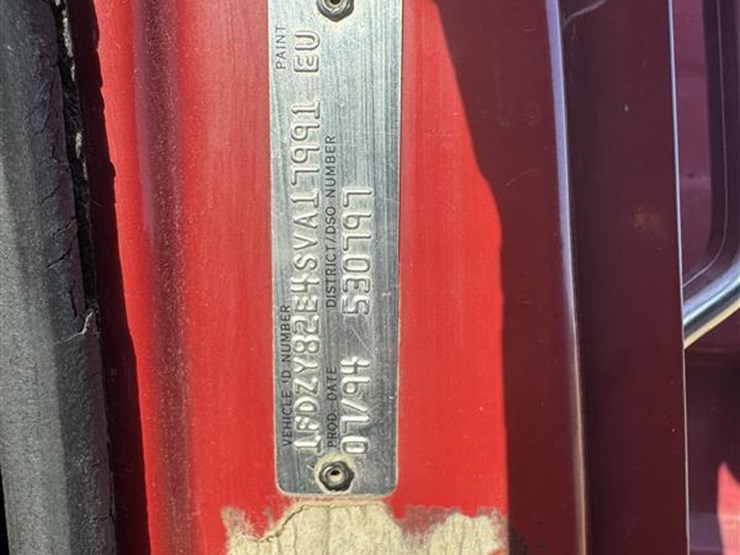 VEHICLE ID NUMBER PAINT
1FDZY82E4SVA17991 EU
PROD. DATE DISTRICT/DSO NUMBER
07/94 530797